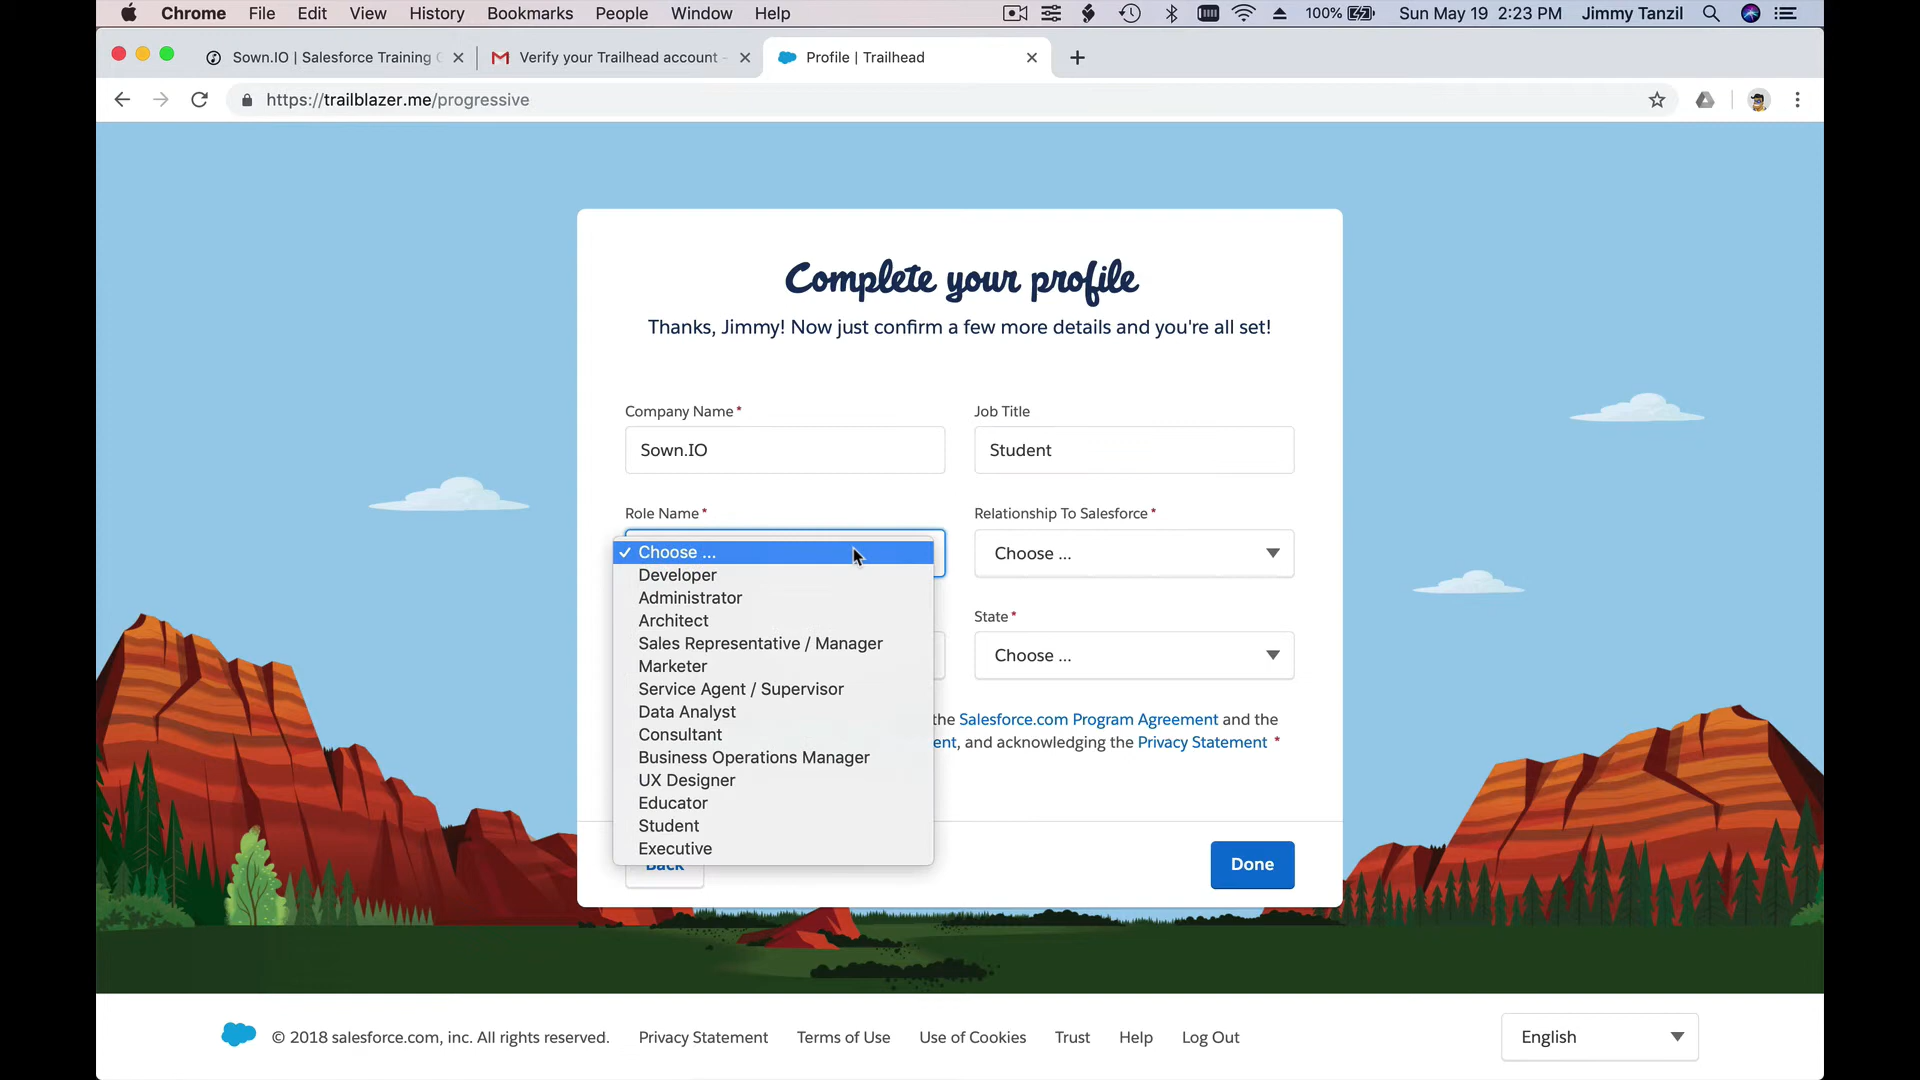 Chrome File Edit View History Bookmarks People Window Help 100% Sun May 19 2:23 PM Jimmy Tanzil
Sown.IO | Salesforce Training Verify your Trailhead account - Profile | Trailhead
https://trailblazer.me/progressive
Complete your profile
Thanks, Jimmy! Now just confirm a few more details and you're all set!
Company Name* Job Title
Sown.IO Student
Role Name* Relationship To Salesforce*
✓ Choose ... Choose ...
Developer
Administrator
Architect
State*
Sales Representative / Manager
Choose ...
Marketer
Service Agent / Supervisor
Data Analyst
the Salesforce.com Program Agreement and the
Consultant
ent, and acknowledging the Privacy Statement *
Business Operations Manager
UX Designer
Educator
Student
Executive
Back Done
© 2018 salesforce.com, inc. All rights reserved. Privacy Statement Terms of Use Use of Cookies Trust Help Log Out English